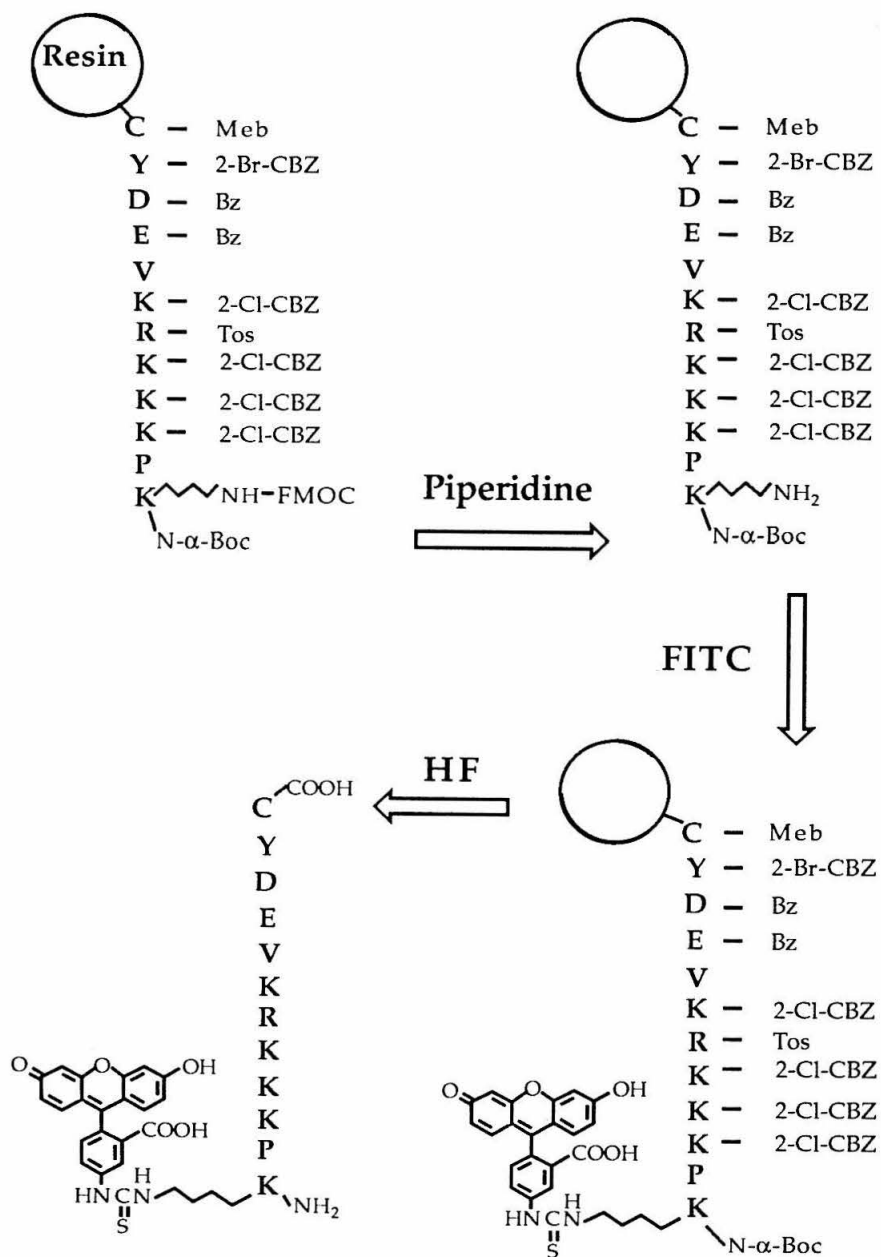 Resin
C – Meb
Y – 2-Br-CBZ
D – Bz
E – Bz
V
K – 2-Cl-CBZ
R – Tos
K – 2-Cl-CBZ
K – 2-Cl-CBZ
K – 2-Cl-CBZ
P
K NH–FMOC
N-α-Boc
Piperidine
C – Meb
Y – 2-Br-CBZ
D – Bz
E – Bz
V
K – 2-Cl-CBZ
R – Tos
K – 2-Cl-CBZ
K – 2-Cl-CBZ
K – 2-Cl-CBZ
P
K NH2
N-α-Boc
FITC
C – Meb
Y – 2-Br-CBZ
D – Bz
E – Bz
V
K – 2-Cl-CBZ
R – Tos
K – 2-Cl-CBZ
K – 2-Cl-CBZ
K – 2-Cl-CBZ
P
K
N-α-Boc
O O OH
COOH
H
HN–C–N
S
HF
C COOH
Y
D
E
V
K
R
K
K
K
P
K NH2
O O OH
COOH
H
HN–C–N
S